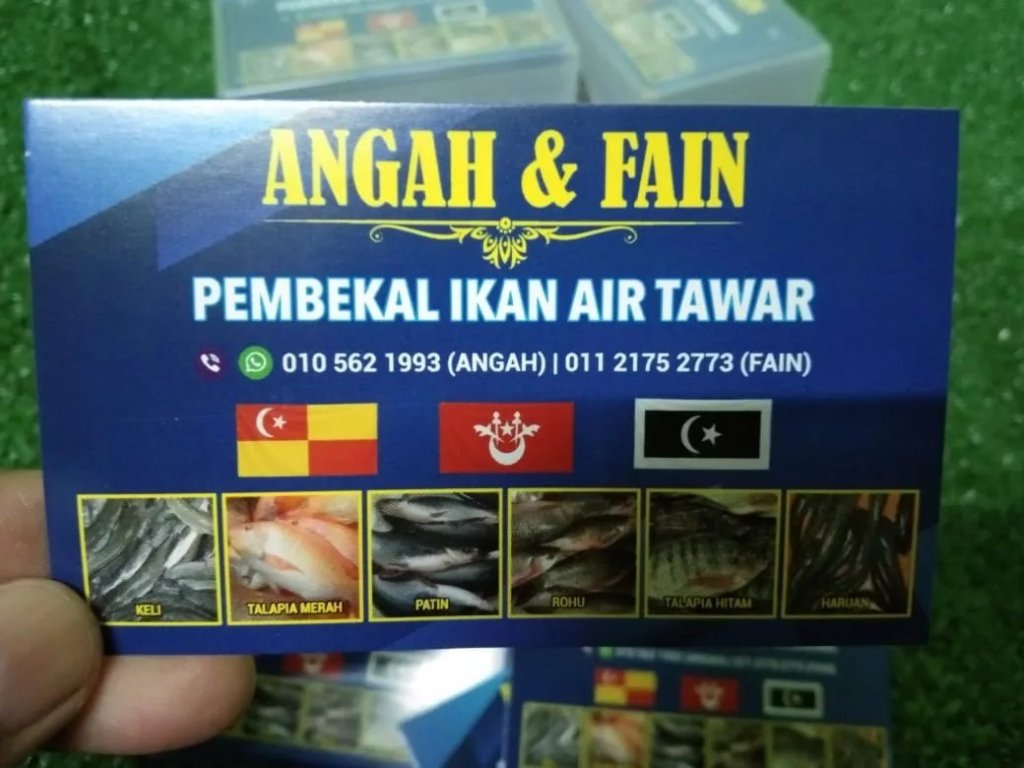 ANGAH & FAIN
PEMBEKAL IKAN AIR TAWAR
010 562 1993 (ANGAH) | 011 2175 2773 (FAIN)
KELI
TALAPIA MERAH
PATIN
ROHU
TALAPIA HITAM
HARUAN